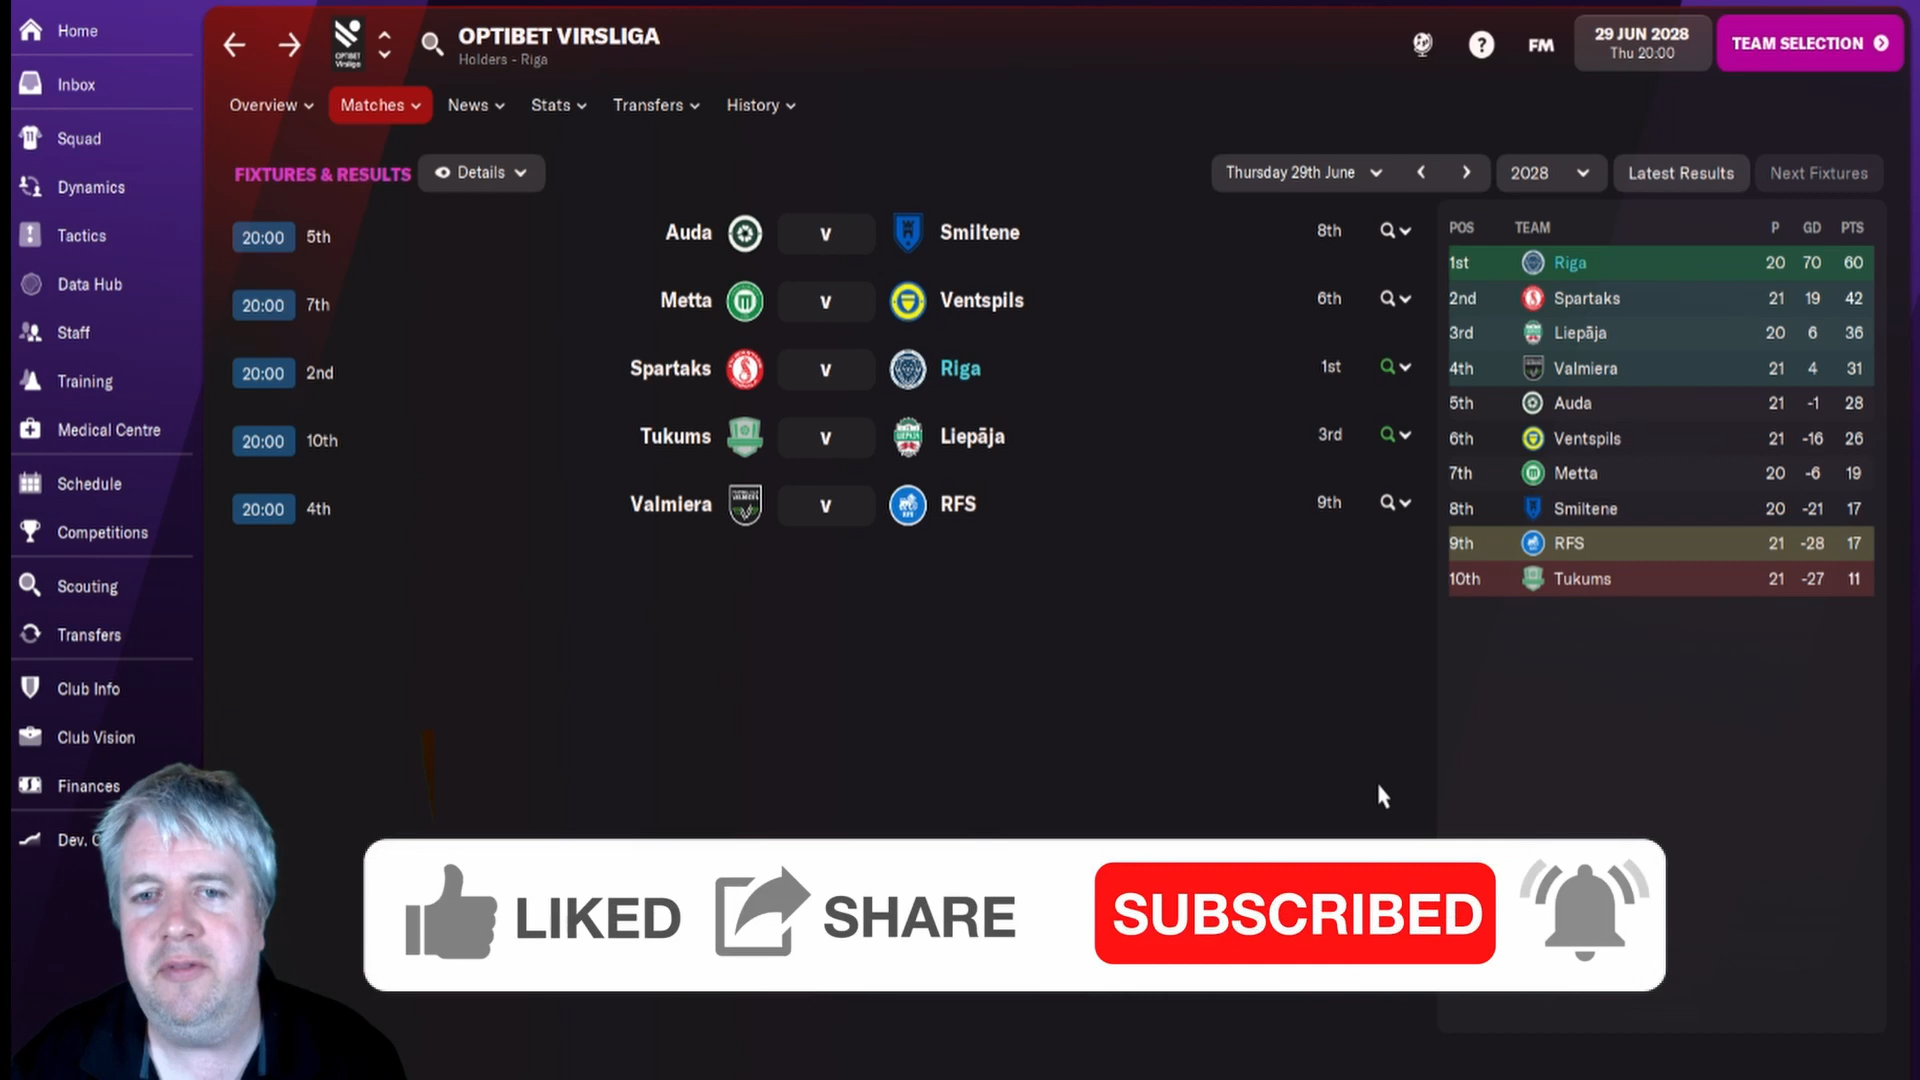 Home
Inbox
Squad
Dynamics
Tactics
Data Hub
Staff
Training
Medical Centre
Schedule
Competitions
Scouting
Transfers
Club Info
Club Vision
Finances
Dev. C
OPTIBET
Virsliga
OPTIBET VIRSLIGA
Holders - Riga
FM
29 JUN 2028
Thu 20:00
TEAM SELECTION
Overview Matches News Stats Transfers History
FIXTURES & RESULTS Details
Thursday 29th June 2028 Latest Results Next Fixtures
20:00 5th Auda v Smiltene 8th
20:00 7th Metta v Ventspils 6th
20:00 2nd Spartaks v Riga 1st
20:00 10th Tukums v Liepāja 3rd
20:00 4th Valmiera v RFS 9th
POS TEAM P GD PTS
1st Riga 20 70 60
2nd Spartaks 21 19 42
3rd Liepāja 20 6 36
4th Valmiera 21 4 31
5th Auda 21 -1 28
6th Ventspils 21 -16 26
7th Metta 20 -6 19
8th Smiltene 20 -21 17
9th RFS 21 -28 17
10th Tukums 21 -27 11
LIKED SHARE SUBSCRIBED